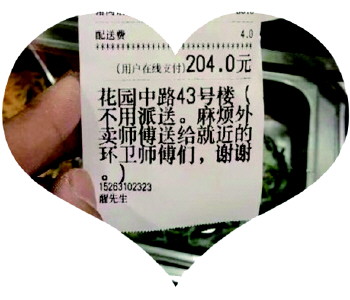 配送费 4.0
(用户在线支付)204.0元
花园中路43号楼(
不用派送。麻烦外
卖师傅送给就近的
环卫师傅们，谢谢
。)
15263102323